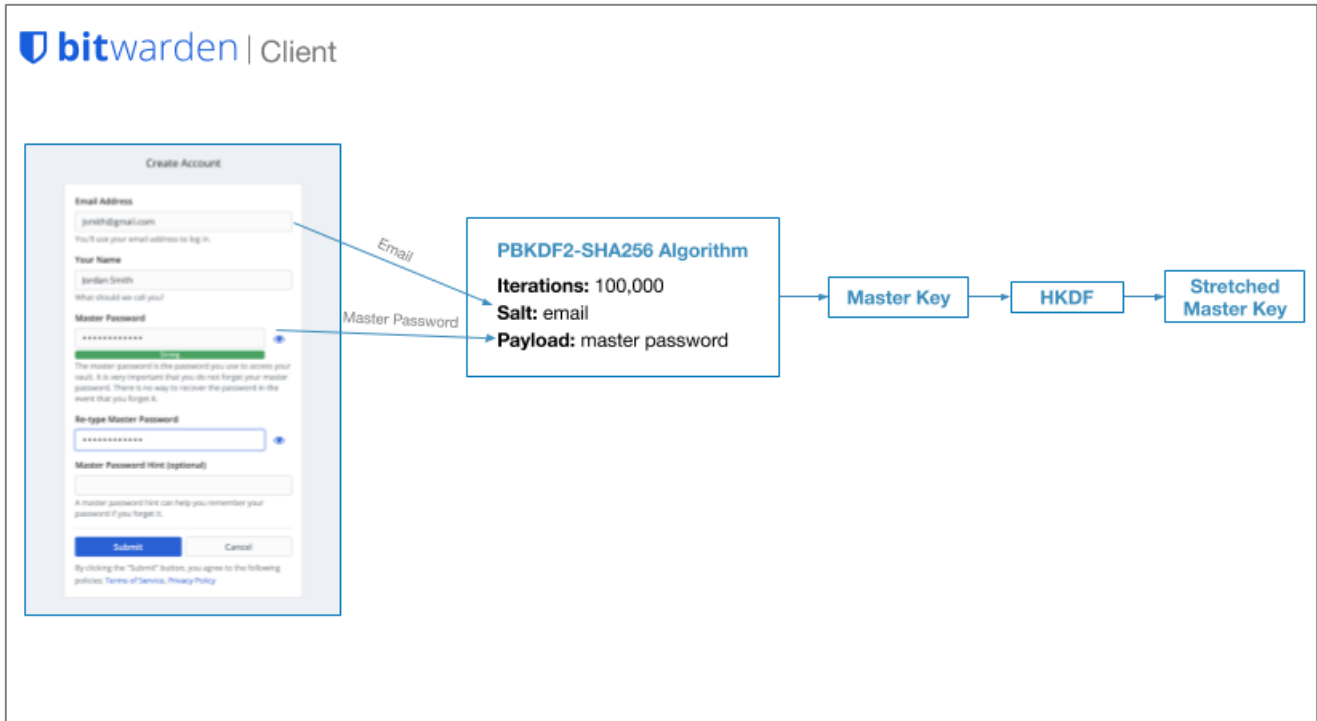 bitwarden | Client
Create Account
Email Address
jsmith@gmail.com
You'll use your email address to log in.
Your Name
Jordan Smith
What should we call you?
Master Password
************
Strong
The master password is the password you use to access your
vault. It is very important that you do not forget your master
password. There is no way to recover the password in the
event that you forget it.
Re-type Master Password
************
Master Password Hint (optional)
A master password hint can help you remember your
password if you forget it.
Submit
Cancel
By clicking the "Submit" button, you agree to the following
policies: Terms of Service, Privacy Policy
Email
Master Password
PBKDF2-SHA256 Algorithm
Iterations: 100,000
Salt: email
Payload: master password
Master Key
HKDF
Stretched
Master Key